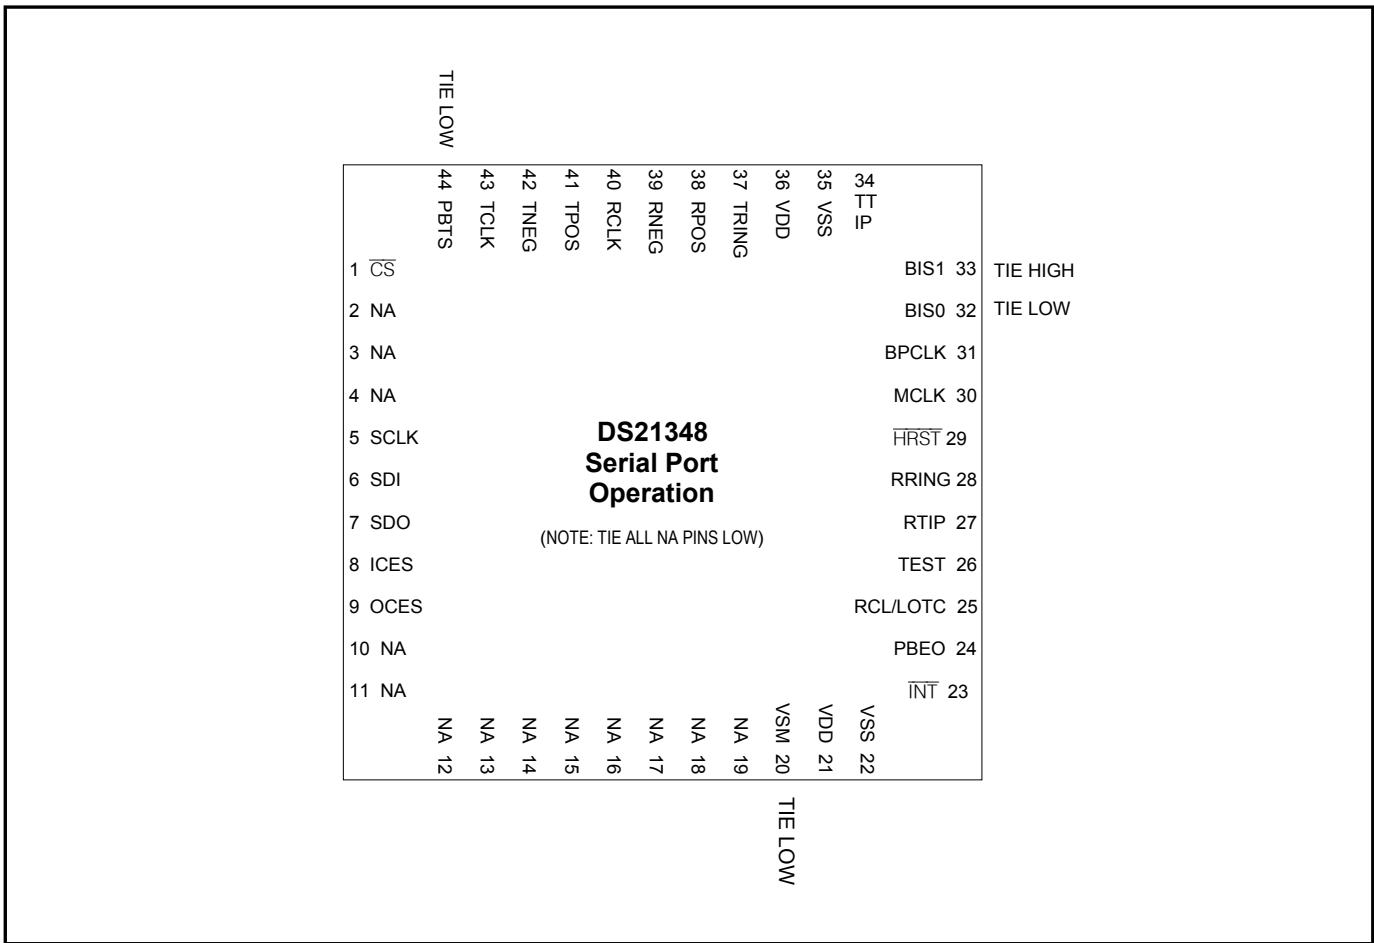 TIE LOW
44 PBTS
43 TCLK
42 TNEG
41 TPOS
40 RCLK
39 RNEG
38 RPOS
37 TRING
36 VDD
35 VSS
34
TT
IP
1 CS
2 NA
3 NA
4 NA
5 SCLK
6 SDI
7 SDO
8 ICES
9 OCES
10 NA
11 NA
DS21348
Serial Port
Operation
(NOTE: TIE ALL NA PINS LOW)
BIS1 33 TIE HIGH
BIS0 32 TIE LOW
BPCLK 31
MCLK 30
HRST 29
RRING 28
RTIP 27
TEST 26
RCL/LOTC 25
PBEO 24
INT 23
NA 12
NA 13
NA 14
NA 15
NA 16
NA 17
NA 18
NA 19
VSM 20
VDD 21
VSS 22
TIE LOW